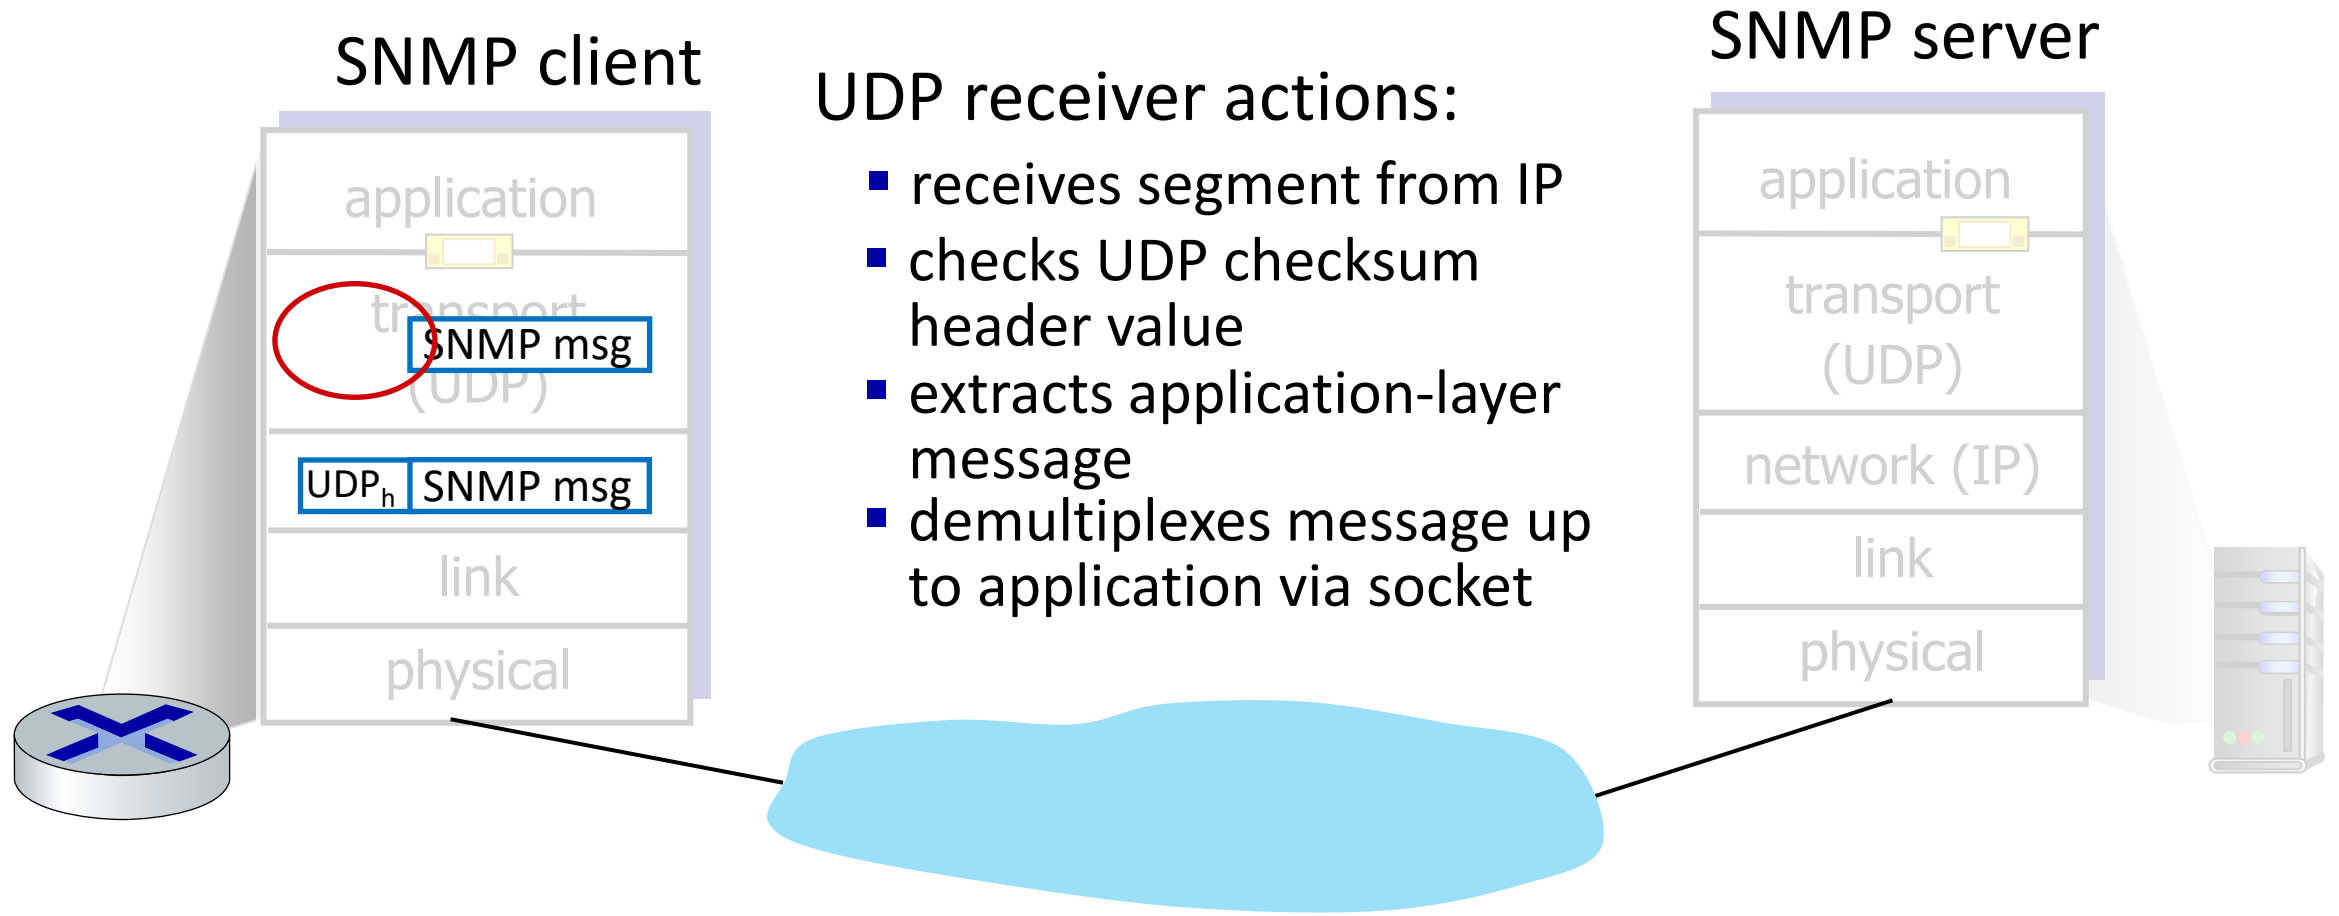 SNMP client
application
transport
SNMP msg
(UDP)
UDPh SNMP msg
link
physical
UDP receiver actions:
receives segment from IP
checks UDP checksum
header value
extracts application-layer
message
demultiplexes message up
to application via socket
SNMP server
application
transport
(UDP)
network (IP)
link
physical